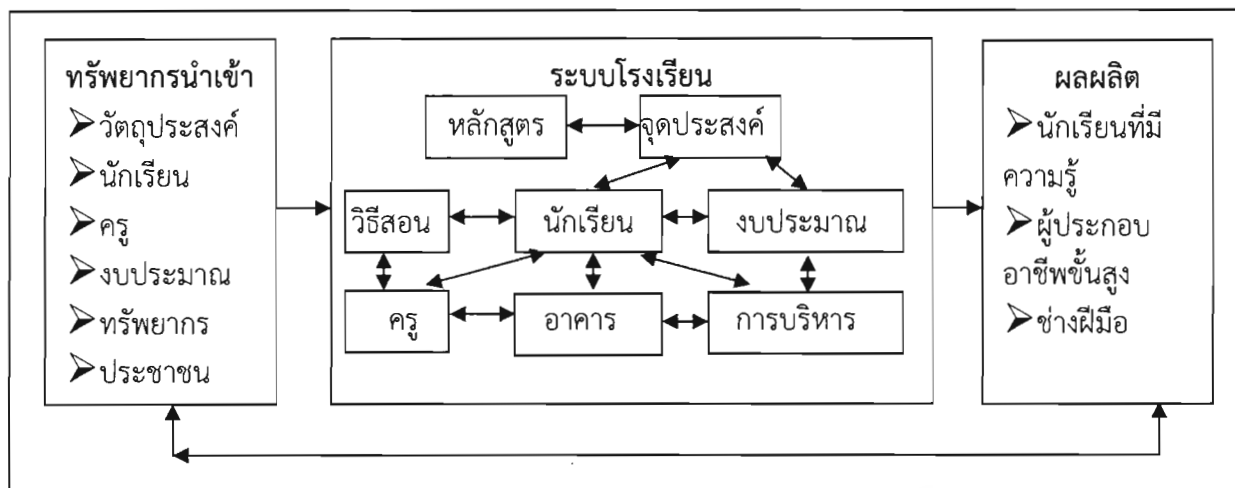 ทรัพยากรนำเข้า
วัตถุประสงค์
นักเรียน
ครู
งบประมาณ
ทรัพยากร
ประชาชน
ระบบโรงเรียน
หลักสูตร
จุดประสงค์
วิธีสอน
นักเรียน
งบประมาณ
ครู
อาคาร
การบริหาร
ผลผลิต
นักเรียนที่มี
ความรู้
ผู้ประกอบ
อาชีพขั้นสูง
ช่างฝีมือ